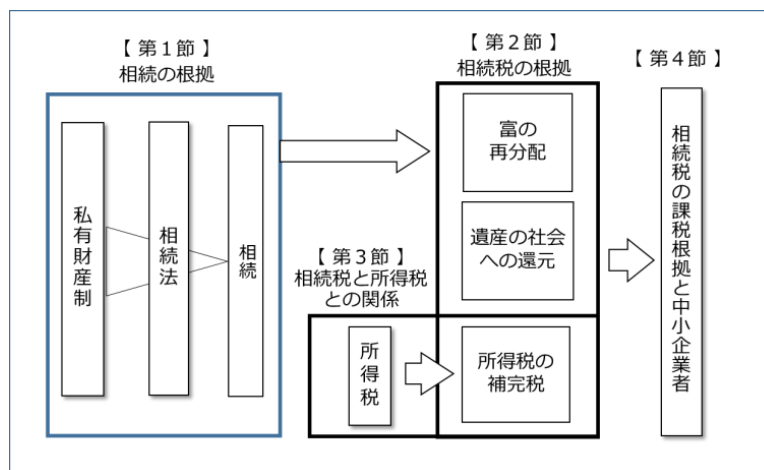 【 第１節 】
相続の根拠
私有財産制
相続法
相続
【 第２節 】
相続税の根拠
富の
再分配
遺産の社会
への還元
【 第３節 】
相続税と所得税
との関係
所得税
所得税の
補完税
【 第４節 】
相続税の課税根拠と中小企業者